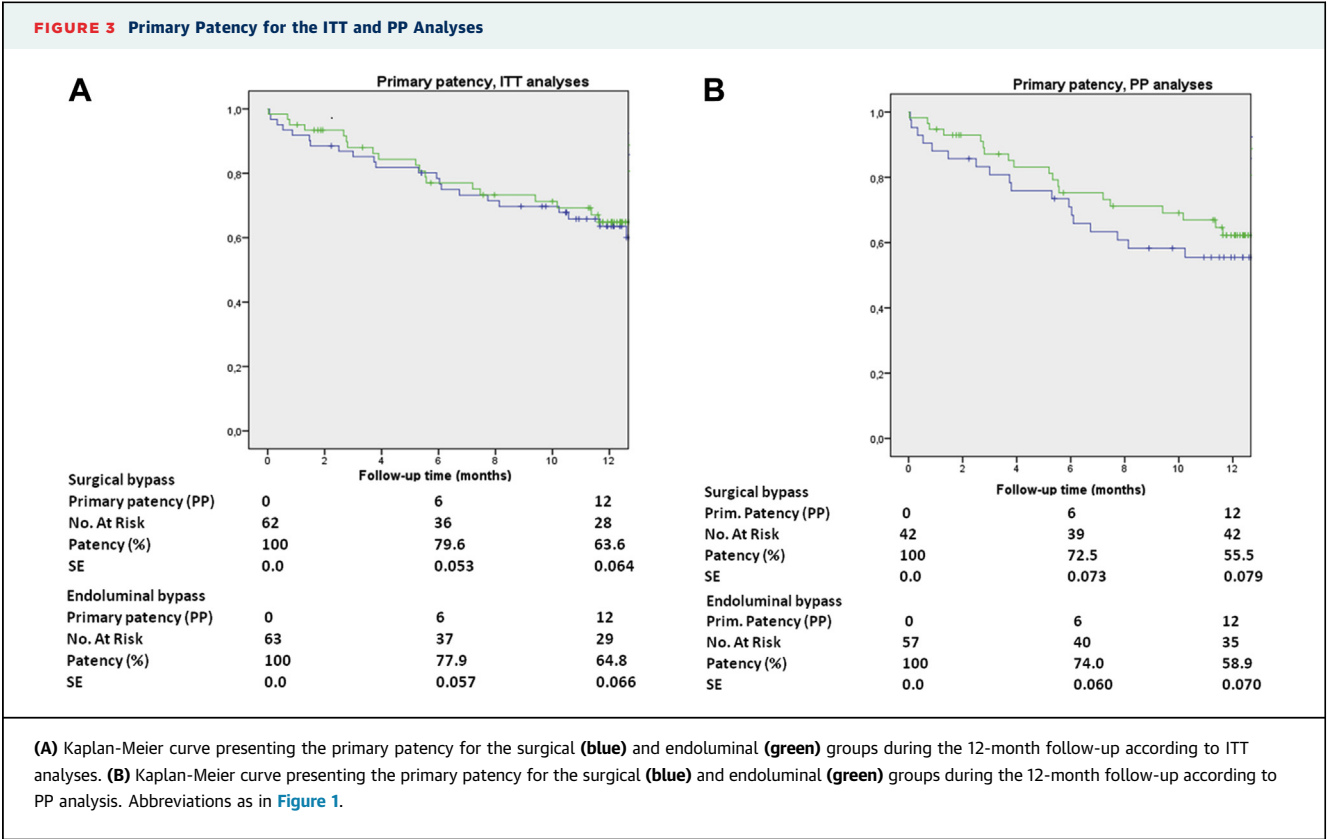 FIGURE 3 Primary Patency for the ITT and PP Analyses
A
Primary patency, ITT analyses
1,0
0,8
0,6
0,4
0,2
0,0
0 2 4 6 8 10 12
Follow-up time (months)
Surgical bypass
Primary patency (PP) 0 6 12
No. At Risk 62 36 28
Patency (%) 100 79.6 63.6
SE 0.0 0.053 0.064
Endoluminal bypass
Primary patency (PP) 0 6 12
No. At Risk 63 37 29
Patency (%) 100 77.9 64.8
SE 0.0 0.057 0.066
B
Primary patency, PP analyses
1,0
0,8
0,6
0,4
0,2
0,0
0 2 4 6 8 10 12
Follow-up time (months)
Surgical bypass
Prim. Patency (PP) 0 6 12
No. At Risk 42 39 42
Patency (%) 100 72.5 55.5
SE 0.0 0.073 0.079
Endoluminal bypass
Prim. Patency (PP) 0 6 12
No. At Risk 57 40 35
Patency (%) 100 74.0 58.9
SE 0.0 0.060 0.070
(A) Kaplan-Meier curve presenting the primary patency for the surgical (blue) and endoluminal (green) groups during the 12-month follow-up according to ITT
analyses. (B) Kaplan-Meier curve presenting the primary patency for the surgical (blue) and endoluminal (green) groups during the 12-month follow-up according to
PP analysis. Abbreviations as in Figure 1.